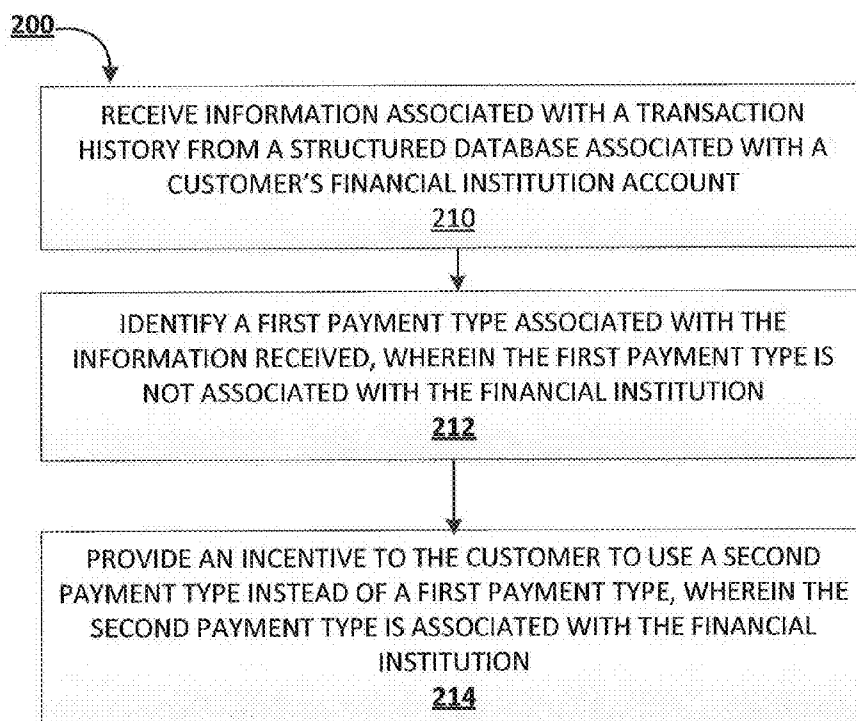 200
RECEIVE INFORMATION ASSOCIATED WITH A TRANSACTION
HISTORY FROM A STRUCTURED DATABASE ASSOCIATED WITH A
CUSTOMER'S FINANCIAL INSTITUTION ACCOUNT
210
IDENTIFY A FIRST PAYMENT TYPE ASSOCIATED WITH THE
INFORMATION RECEIVED, WHEREIN THE FIRST PAYMENT TYPE IS
NOT ASSOCIATED WITH THE FINANCIAL INSTITUTION
212
PROVIDE AN INCENTIVE TO THE CUSTOMER TO USE A SECOND
PAYMENT TYPE INSTEAD OF A FIRST PAYMENT TYPE, WHEREIN THE
SECOND PAYMENT TYPE IS ASSOCIATED WITH THE FINANCIAL
INSTITUTION
214